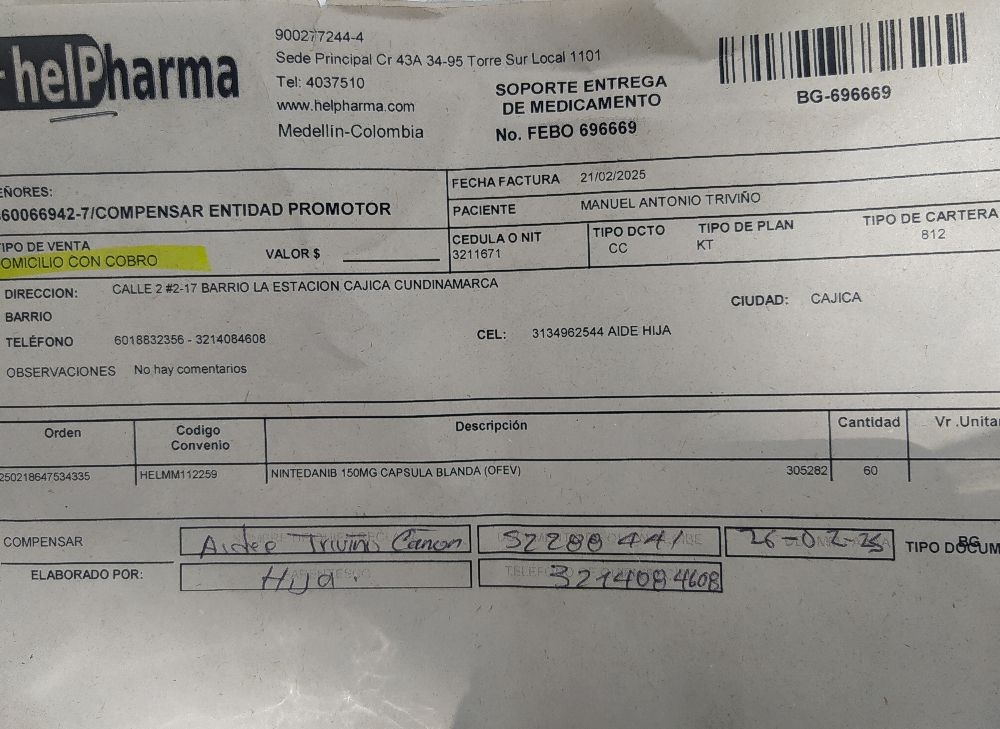 helPharma
900277244-4
Sede Principal Cr 43A 34-95 Torre Sur Local 1101
Tel: 4037510
www.helpharma.com
Medellín-Colombia
SOPORTE ENTREGA
DE MEDICAMENTO
No. FEBO 696669
BG-696669
EÑORES:
60066942-7/COMPENSAR ENTIDAD PROMOTOR
FECHA FACTURA 21/02/2025
PACIENTE MANUEL ANTONIO TRIVIÑO
IPO DE VENTA
OMICILIO CON COBRO
VALOR $
CEDULA O NIT
3211671
TIPO DCTO
CC
TIPO DE PLAN
KT
TIPO DE CARTERA
812
DIRECCION: CALLE 2 #2-17 BARRIO LA ESTACION CAJICA CUNDINAMARCA
CIUDAD: CAJICA
BARRIO
TELÉFONO 6018832356 - 3214084608
CEL: 3134962544 AIDE HIJA
OBSERVACIONES No hay comentarios
Orden Codigo Convenio Descripción Cantidad Vr .Unitar
250218647534335 HELMM112259 NINTEDANIB 150MG CAPSULA BLANDA (OFEV) 305282 60
COMPENSAR Aidee Triviño Canon 52288441 26-02-25 TIPO DOCUM
BG
ELABORADO POR: Hija. 3214084608